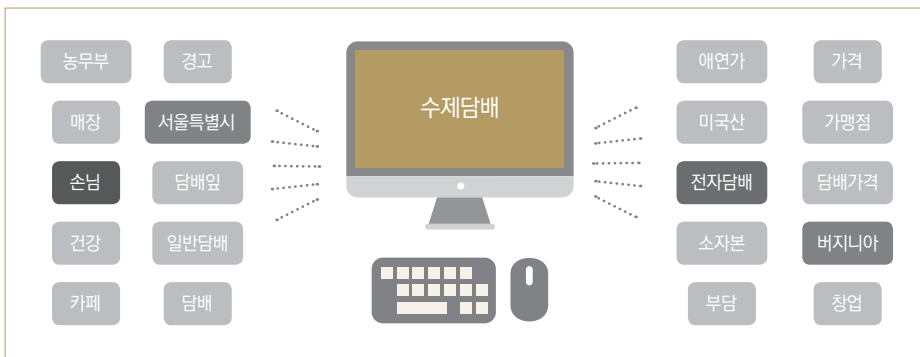 농무부 경고
매장 서울특별시
손님 담배잎
건강 일반담배
카페 담배
수제담배
애연가 가격
미국산 가맹점
전자담배 담배가격
소자본 버지니아
부담 창업